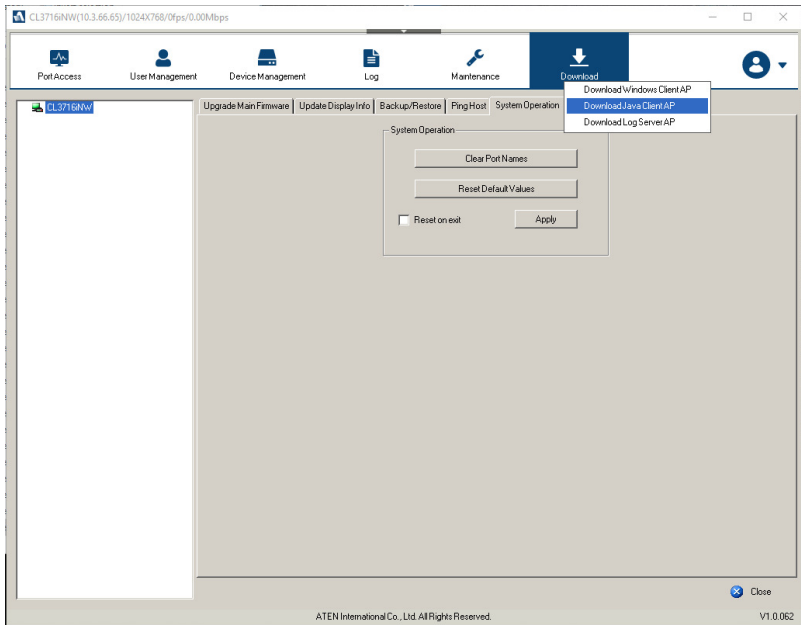 CL3716iNW(10.3.66.65)/1024X768/0fps/0.00Mbps
Port Access User Management Device Management Log Maintenance Download
Download Windows Client AP
Download Java Client AP
Download Log Server AP
CL3716iNW
Upgrade Main Firmware Update Display Info Backup/Restore Ping Host System Operation
System Operation
Clear Port Names
Reset Default Values
Reset on exit Apply
Close
ATEN International Co., Ltd. All Rights Reserved. V1.0.062